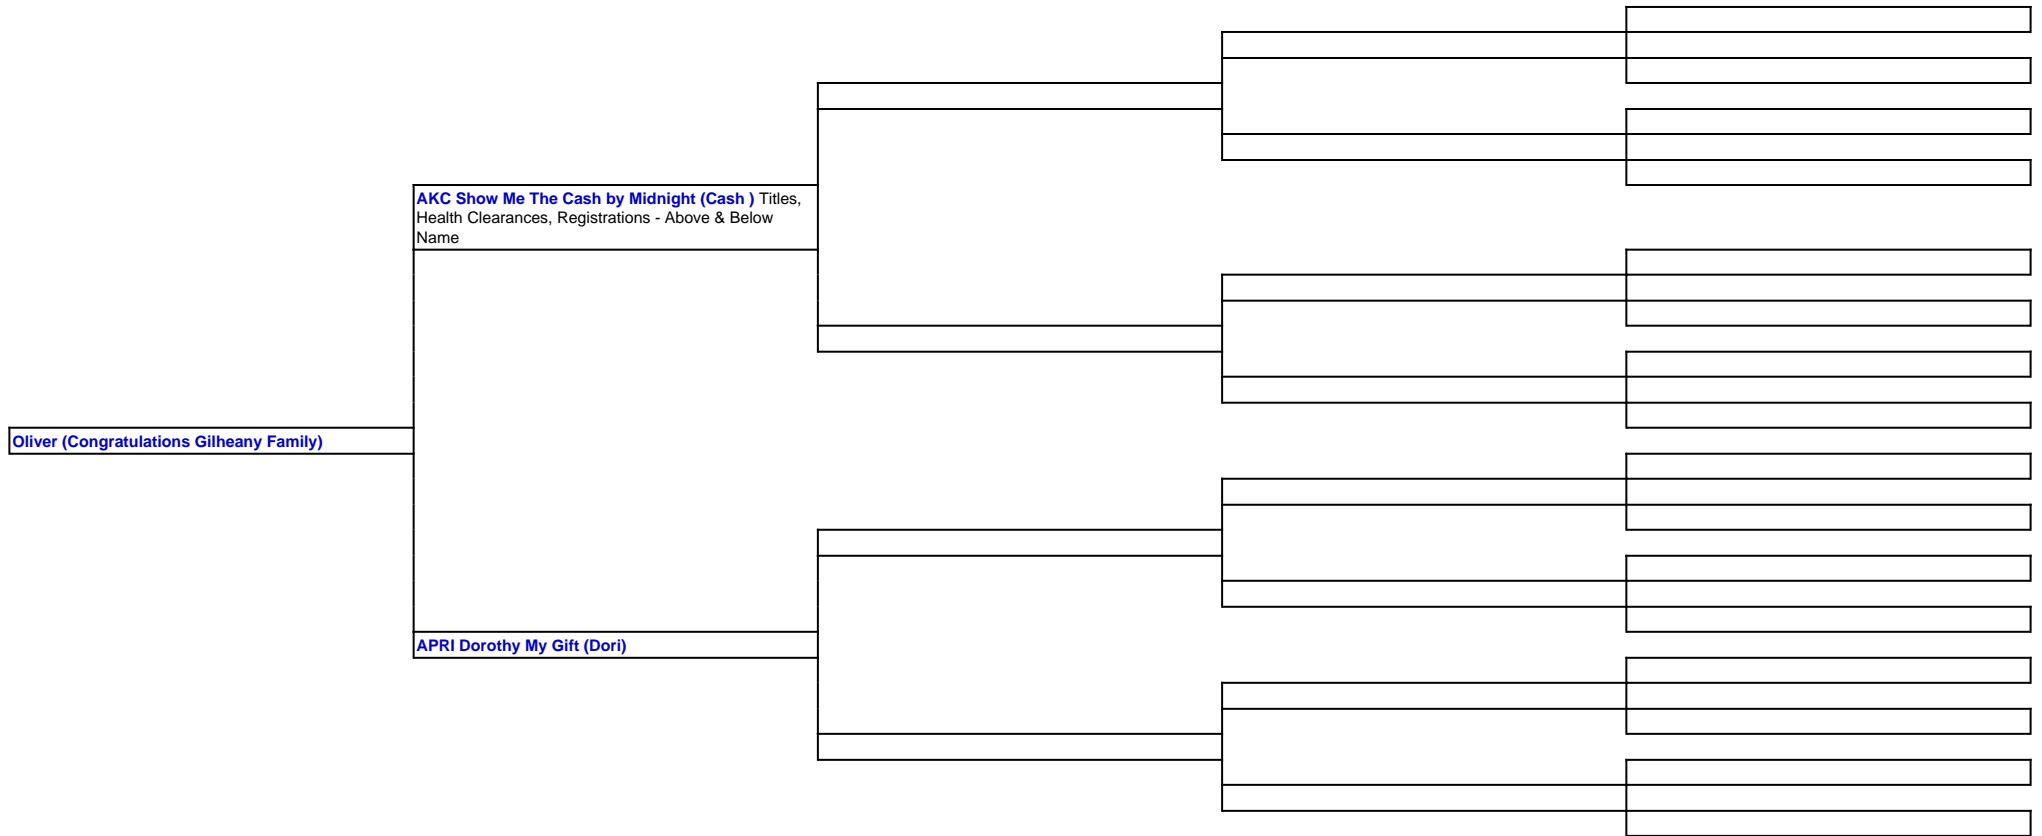 AKC Show Me The Cash by Midnight (Cash ) Titles,
Health Clearances, Registrations - Above & Below
Name
Oliver (Congratulations Gilheany Family)
APRI Dorothy My Gift (Dori)